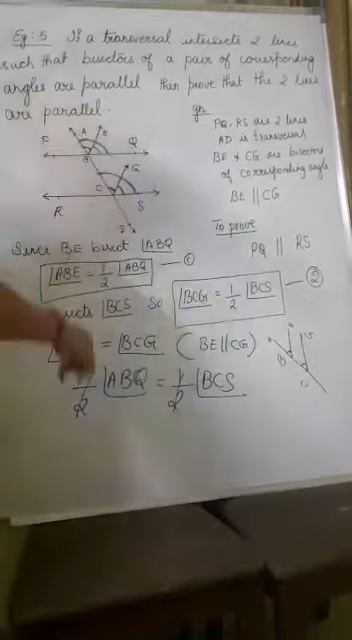 Eg: 5 If a transversal intersects 2 lines
such that bisectors of a pair of corresponding
angles are parallel then prove that the 2 lines
are parallel.
gn
PQ, RS are 2 lines
AD is transversal
BE & CG are bisectors
of corresponding angle
BE || CG
P A E Q
B
G
C
R S
D
To prove
PQ || RS
Since BE bisect ∠ABQ
∠ABE = 1/2 ∠ABQ — ①
∠BCS So
∠BCG = 1/2 ∠BCS — ②
= ∠BCG (BE||CG)
1/2 ∠ABQ = 1/2 ∠BCS
B
C